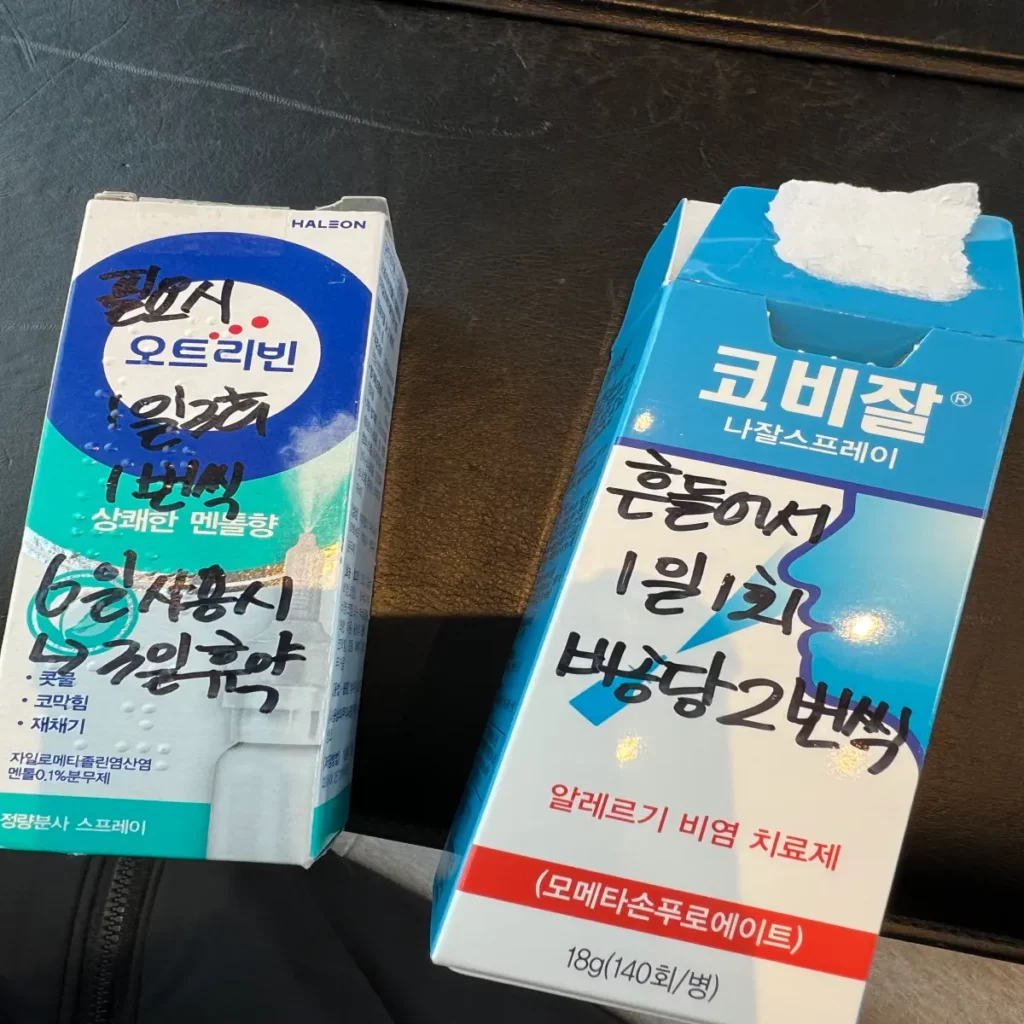 HALEON
필요시
오트리빈
1일3회
1번씩
상쾌한 멘톨향
6일사용시
→ 3일휴약
• 콧물
• 코막힘
• 재채기
자일로메타졸린염산염
멘톨0.1%분무제
정량분사 스프레이
코비잘®
나잘스프레이
흔들어서
1일1회
비강당2번씩
알레르기 비염 치료제
(모메타손푸로에이트)
18g(140회/병)